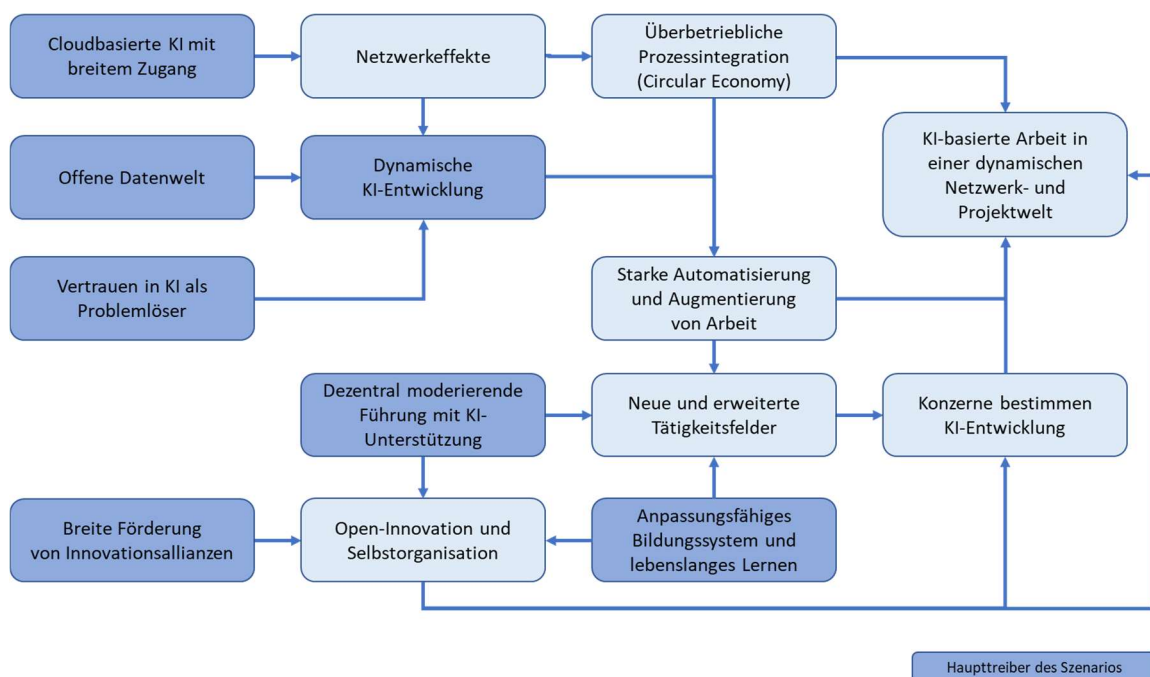 Cloudbasierte KI mit
breitem Zugang
Netzwerkeffekte
Überbetriebliche
Prozessintegration
(Circular Economy)
KI-basierte Arbeit in
einer dynamischen
Netzwerk- und
Projektwelt
Offene Datenwelt
Dynamische
KI-Entwicklung
Vertrauen in KI als
Problemlöser
Starke Automatisierung
und Augmentierung
von Arbeit
Dezentral moderierende
Führung mit KI-
Unterstützung
Neue und erweiterte
Tätigkeitsfelder
Konzerne bestimmen
KI-Entwicklung
Breite Förderung
von Innovationsallianzen
Open-Innovation und
Selbstorganisation
Anpassungsfähiges
Bildungssystem und
lebenslanges Lernen
Haupttreiber des Szenarios